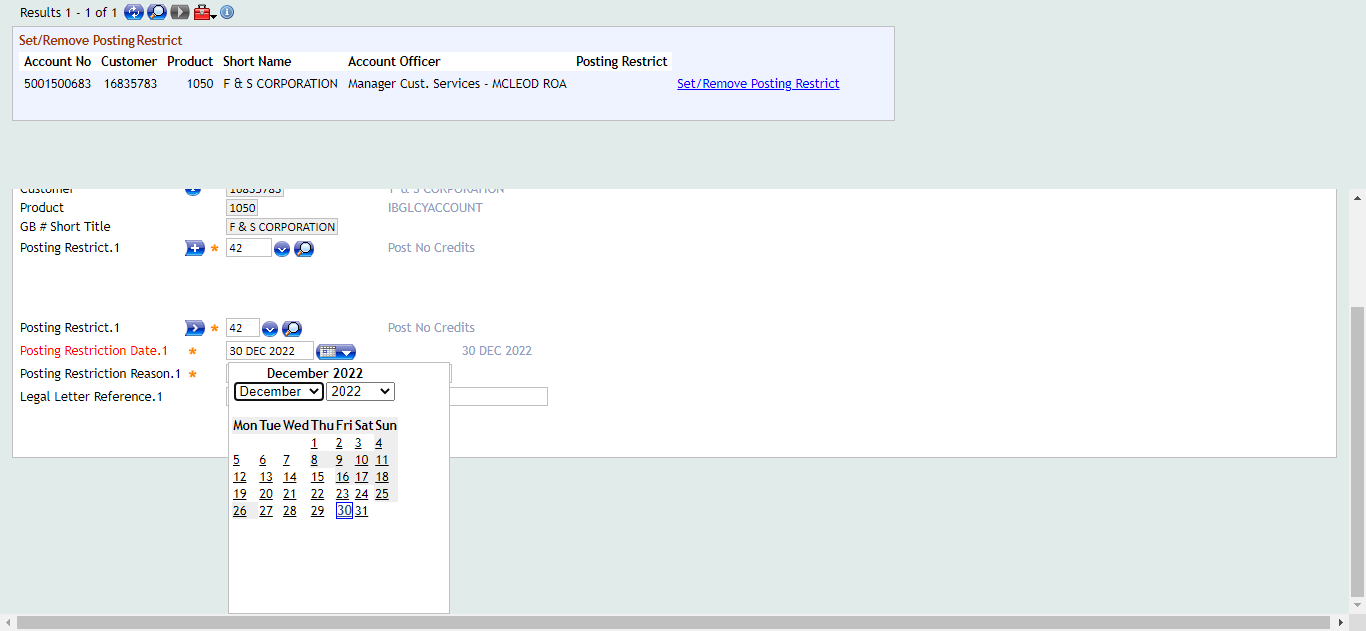 Results 1 - 1 of 1
Set/Remove Posting Restrict
Account No Customer Product Short Name Account Officer Posting Restrict
5001500683 16835783 1050 F & S CORPORATION Manager Cust. Services - MCLEOD ROA Set/Remove Posting Restrict
Customer 16835783 F & S CORPORATION
Product 1050 IBGLCYACCOUNT
GB # Short Title F & S CORPORATION
Posting Restrict.1 * 42 Post No Credits
Posting Restrict.1 * 42 Post No Credits
Posting Restriction Date.1 * 30 DEC 2022 30 DEC 2022
Posting Restriction Reason.1 *
Legal Letter Reference.1
December 2022
December 2022
Mon Tue Wed Thu Fri Sat Sun
1 2 3 4
5 6 7 8 9 10 11
12 13 14 15 16 17 18
19 20 21 22 23 24 25
26 27 28 29 30 31